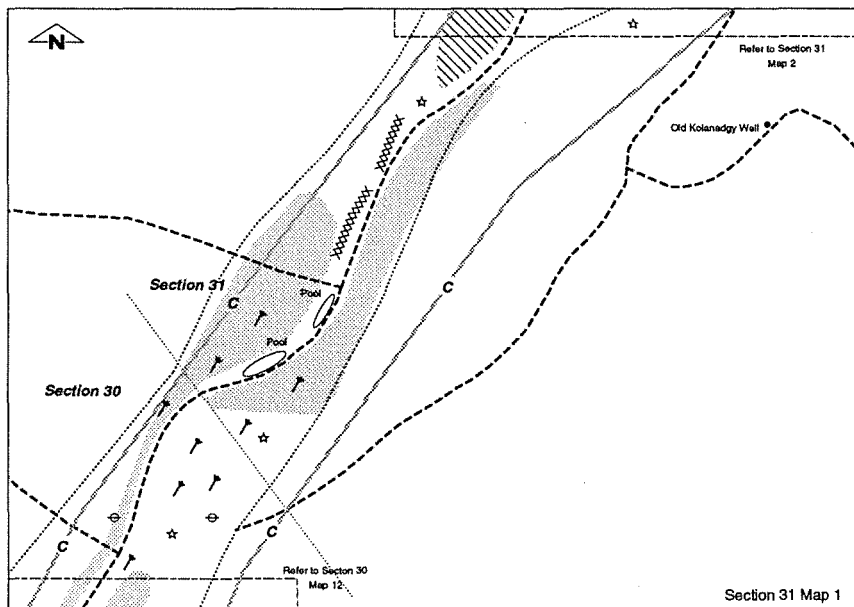 N
Refer to Section 31
Map 2
Old Kolanadgy Well
Section 31
C
C
Pool
Pool
Section 30
C
C
Refer to Secton 30
Map 12
Section 31 Map 1